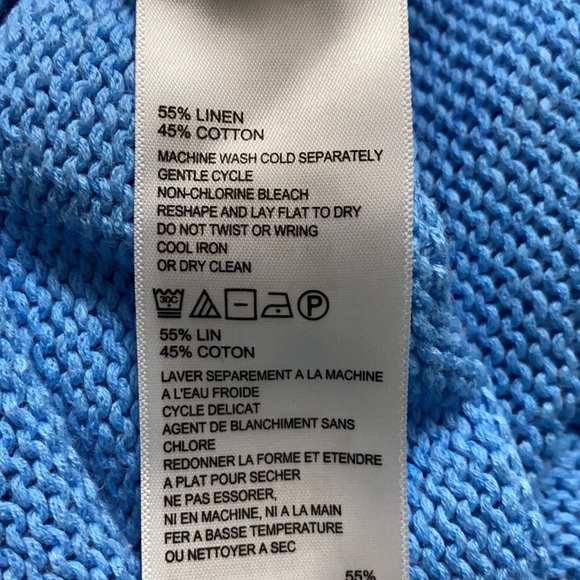 55% LINEN
45% COTTON
MACHINE WASH COLD SEPARATELY
GENTLE CYCLE
NON-CHLORINE BLEACH
RESHAPE AND LAY FLAT TO DRY
DO NOT TWIST OR WRING
COOL IRON
OR DRY CLEAN
30C P
55% LIN
45% COTON
LAVER SEPAREMENT A LA MACHINE
A L'EAU FROIDE
CYCLE DELICAT
AGENT DE BLANCHIMENT SANS
CHLORE
REDONNER LA FORME ET ETENDRE
A PLAT POUR SECHER
NE PAS ESSORER,
NI EN MACHINE, NI A LA MAIN
FER A BASSE TEMPERATURE
OU NETTOYER A SEC
55%